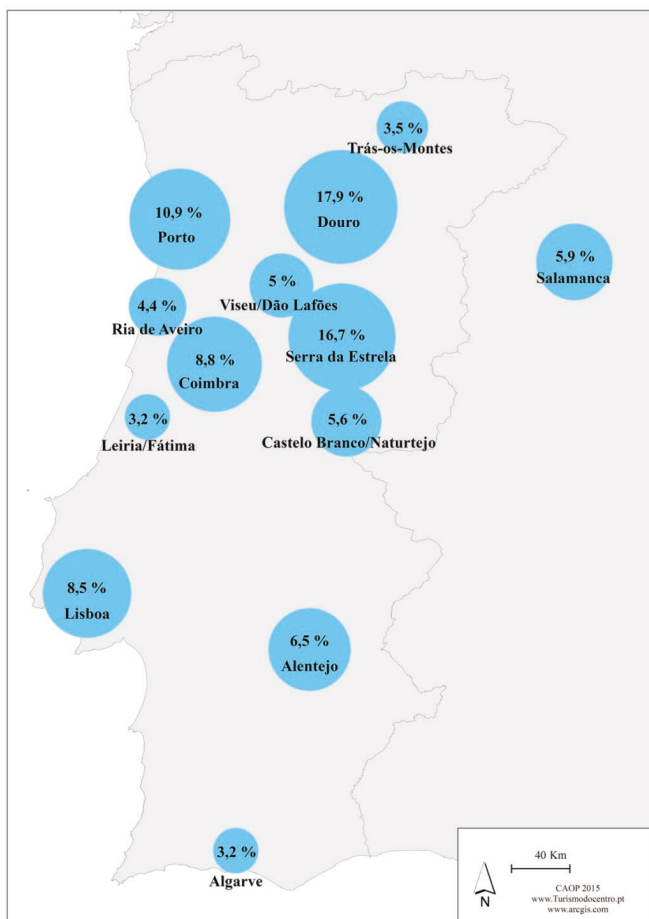 3,5 %
Trás-os-Montes
17,9 %
Douro
10,9 %
Porto
5,9 %
Salamanca
5 %
Viseu/Dão Lafões
4,4 %
Ria de Aveiro
16,7 %
Serra da Estrela
8,8 %
Coimbra
3,2 %
Leiria/Fátima
5,6 %
Castelo Branco/Naturtejo
8,5 %
Lisboa
6,5 %
Alentejo
3,2 %
Algarve
40 Km
N
CAOP 2015
www.Turismodocentro.pt
www.arcgis.com